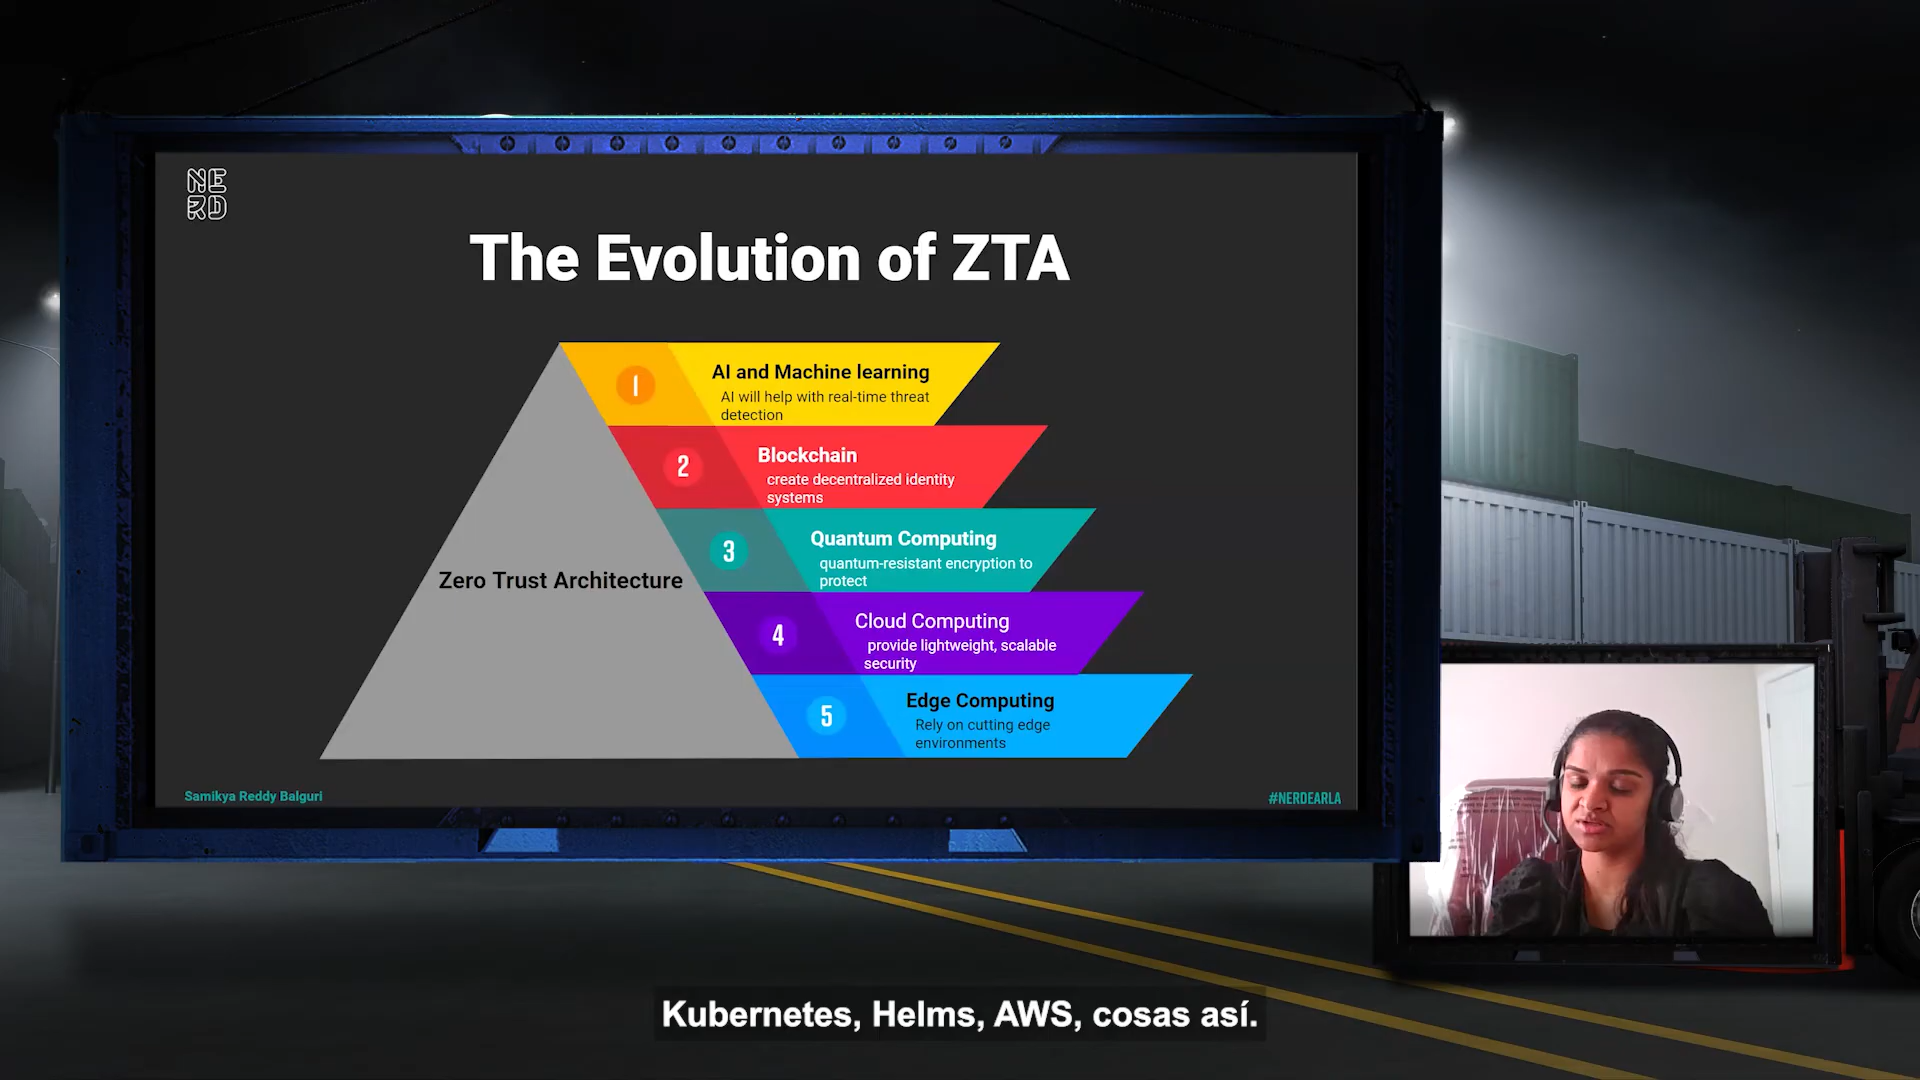 NE
RD
The Evolution of ZTA
1
AI and Machine learning
AI will help with real-time threat
detection
2
Blockchain
create decentralized identity
systems
3
Quantum Computing
quantum-resistant encryption to
protect
Zero Trust Architecture
4
Cloud Computing
provide lightweight, scalable
security
5
Edge Computing
Rely on cutting edge
environments
Samikya Reddy Balguri
#NERDEARLA
Kubernetes, Helms, AWS, cosas así.